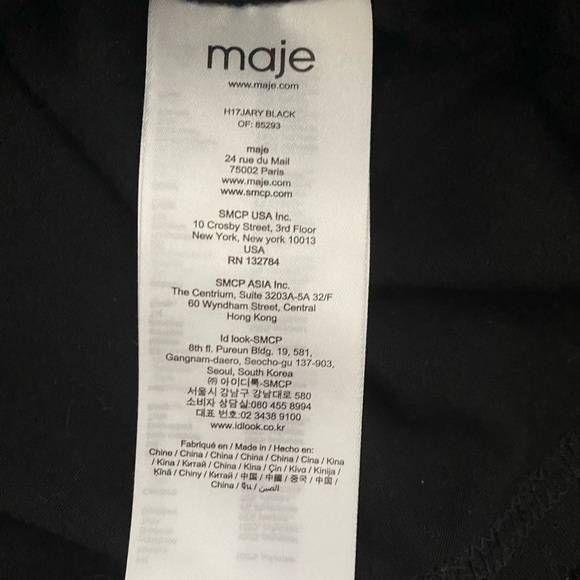 maje
www.maje.com
H17JARY BLACK
OF: 85293
maje
24 rue du Mail
75002 Paris
www.maje.com
www.smcp.com
SMCP USA Inc.
10 Crosby Street, 3rd Floor
New York, New york 10013
USA
RN 132784
SMCP ASIA Inc.
The Centrium, Suite 3203A-5A 32/F
60 Wyndham Street, Central
Hong Kong
Id look-SMCP
8th fl. Pureun Bldg. 19, 581,
Gangnam-daero, Seocho-gu 137-903,
Seoul, South Korea
㈜ 아이디룩-SMCP
서울시 강남구 강남대로 580
소비자 상담실:080 455 8994
대표 번호:02 3438 9100
www.idlook.co.kr
Fabriqué en / Made in / Hecho en:
Chine / China / China / China / China / Cina / Kina
/ Kina / Китай / China / Kina / Çin / Κίνα / Kinija /
Ķīnā / Chiny / Китай / 中国 / 中國 / 중국 / 中国 /
China / จีน / الصين